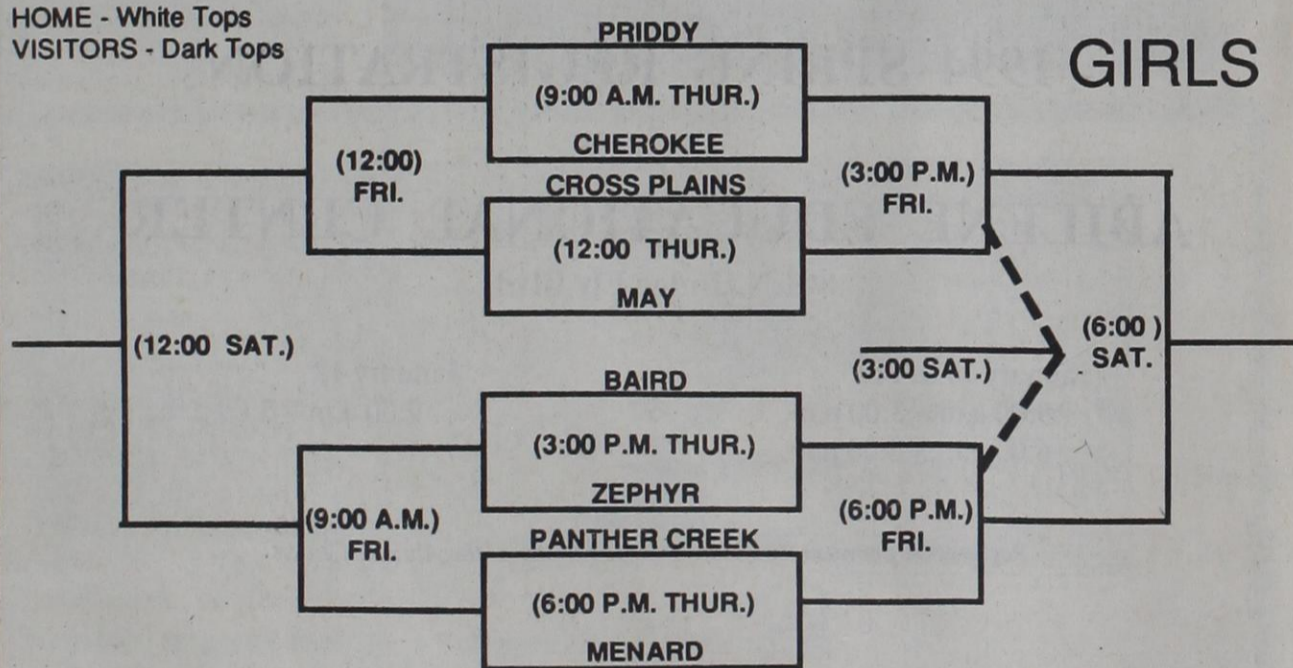 HOME - White Tops
VISITORS - Dark Tops
GIRLS
PRIDDY
(9:00 A.M. THUR.)
CHEROKEE
(12:00)
FRI.
(3:00 P.M.)
FRI.
CROSS PLAINS
(12:00 THUR.)
MAY
(12:00 SAT.)
(3:00 SAT.)
(6:00 )
SAT.
BAIRD
(3:00 P.M. THUR.)
ZEPHYR
(9:00 A.M.)
FRI.
(6:00 P.M.)
FRI.
PANTHER CREEK
(6:00 P.M. THUR.)
MENARD